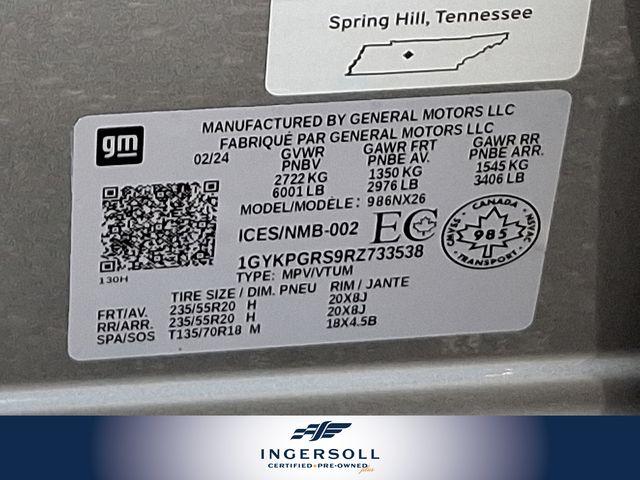 Spring Hill, Tennessee
gm
MANUFACTURED BY GENERAL MOTORS LLC
FABRIQUÉ PAR GENERAL MOTORS LLC
02/24 GVWR GAWR FRT GAWR RR
PNBV PNBE AV. PNBE ARR.
2722 KG 1350 KG 1545 KG
6001 LB 2976 LB 3406 LB
MODEL/MODÈLE: 986NX26
ICES/NMB-002 EC
CANADA
985
TRANSPORT
NSVAC
SVANC
1GYKPGRS9RZ733538
130H
TYPE: MPV/VTUM
TIRE SIZE / DIM. PNEU RIM / JANTE
FRT/AV. 235/55R20 H 20X8J
RR/ARR. 235/55R20 H 20X8J
SPA/SOS T135/70R18 M 18X4.5B
INGERSOLL
CERTIFIED • PRE-OWNED plus